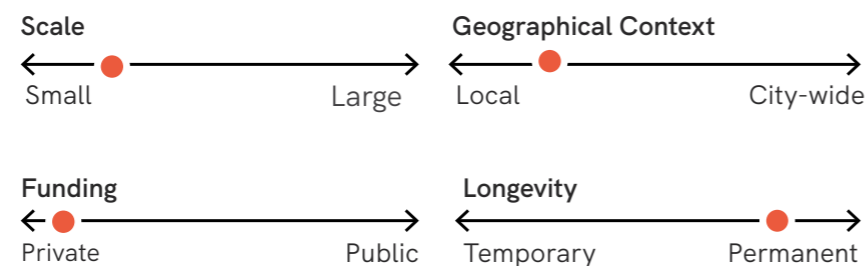 Scale
Small Large
Geographical Context
Local City-wide
Funding
Private Public
Longevity
Temporary Permanent